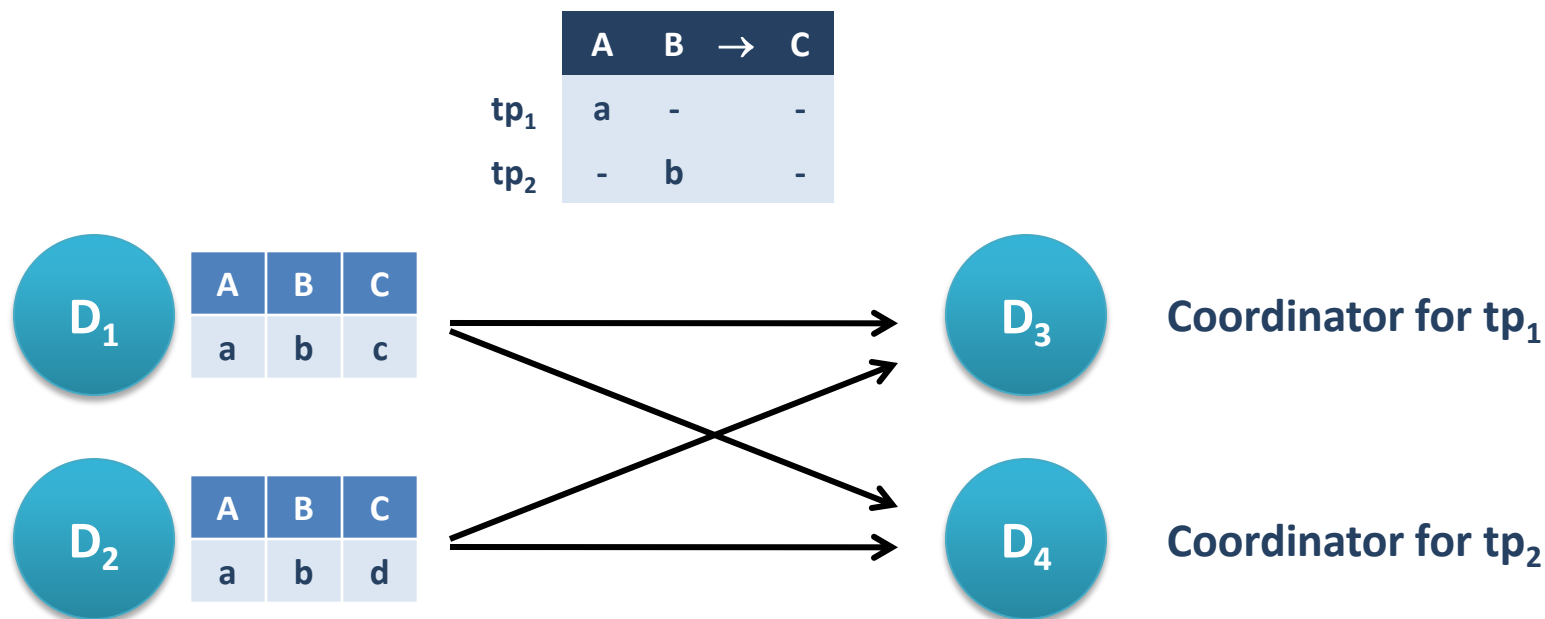 A B → C
tp₁ a - -
tp₂ - b -
D₁
A B C
a b c
D₃
Coordinator for tp₁
D₂
A B C
a b d
D₄
Coordinator for tp₂